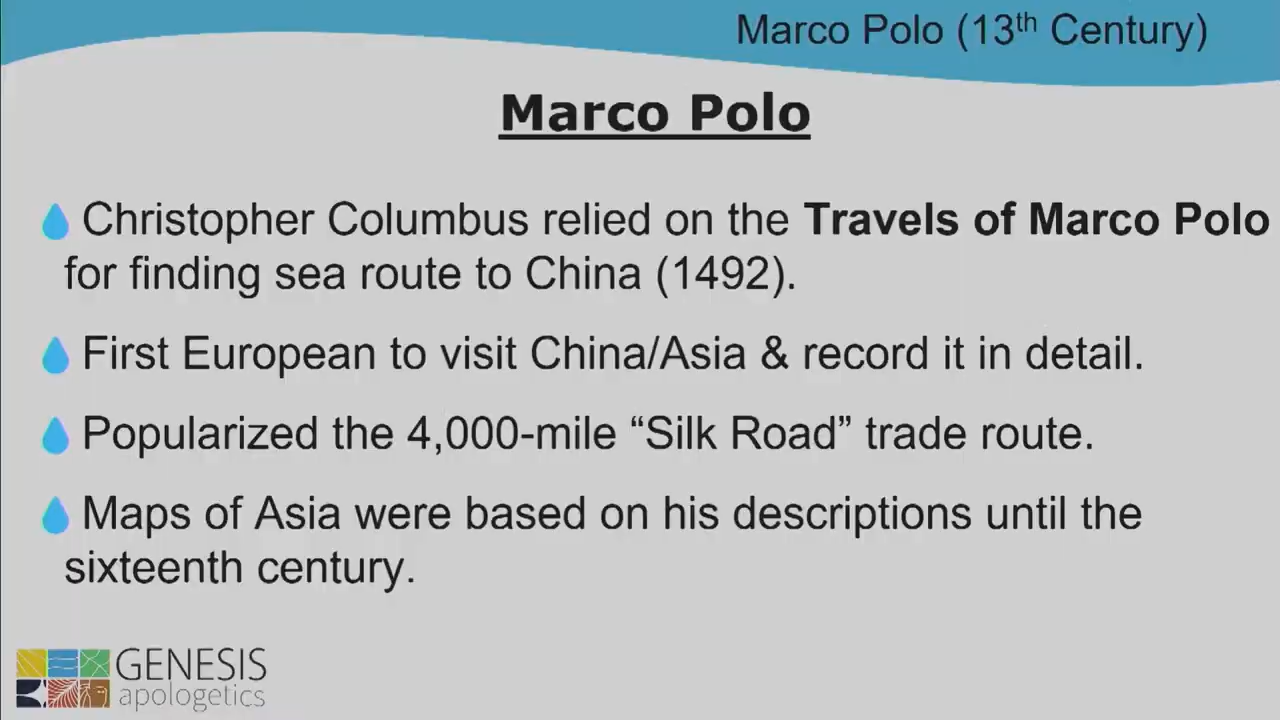 Marco Polo (13th Century)
Marco Polo
Christopher Columbus relied on the Travels of Marco Polo
for finding sea route to China (1492).
First European to visit China/Asia & record it in detail.
Popularized the 4,000-mile “Silk Road” trade route.
Maps of Asia were based on his descriptions until the
sixteenth century.
GENESIS
apologetics